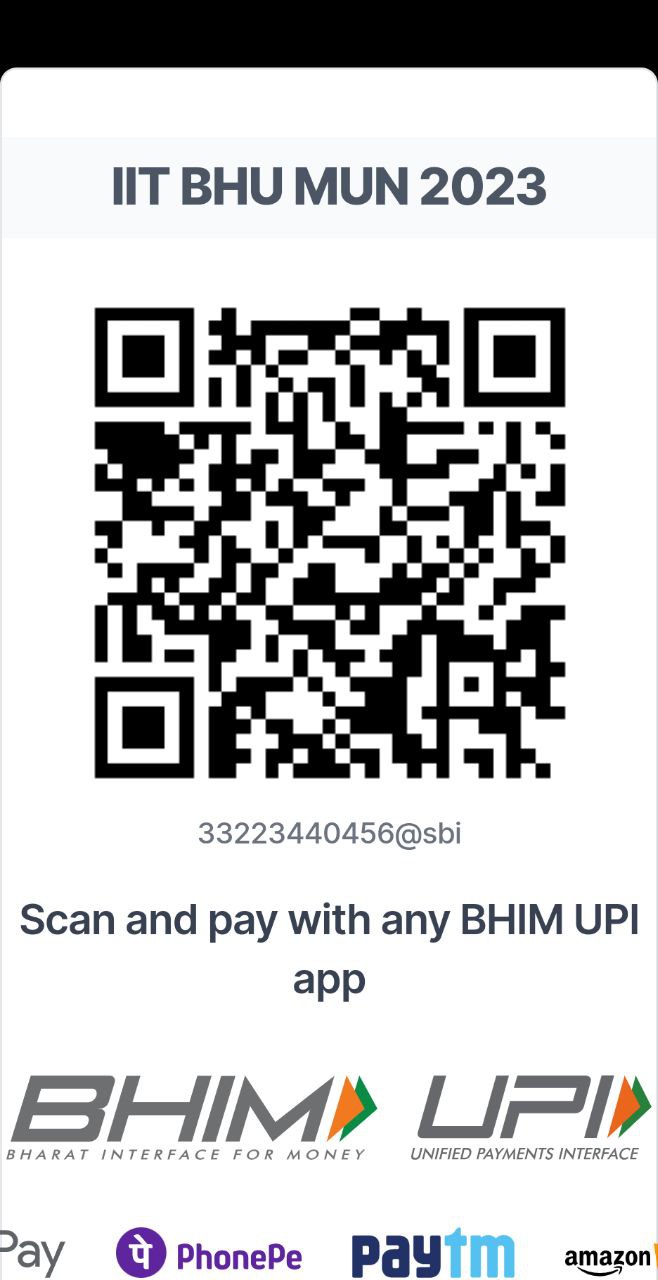 IIT BHU MUN 2023
33223440456@sbi
Scan and pay with any BHIM UPI
app
BHIM UPI
BHARAT INTERFACE FOR MONEY UNIFIED PAYMENTS INTERFACE
Pay पे PhonePe paytm amazon